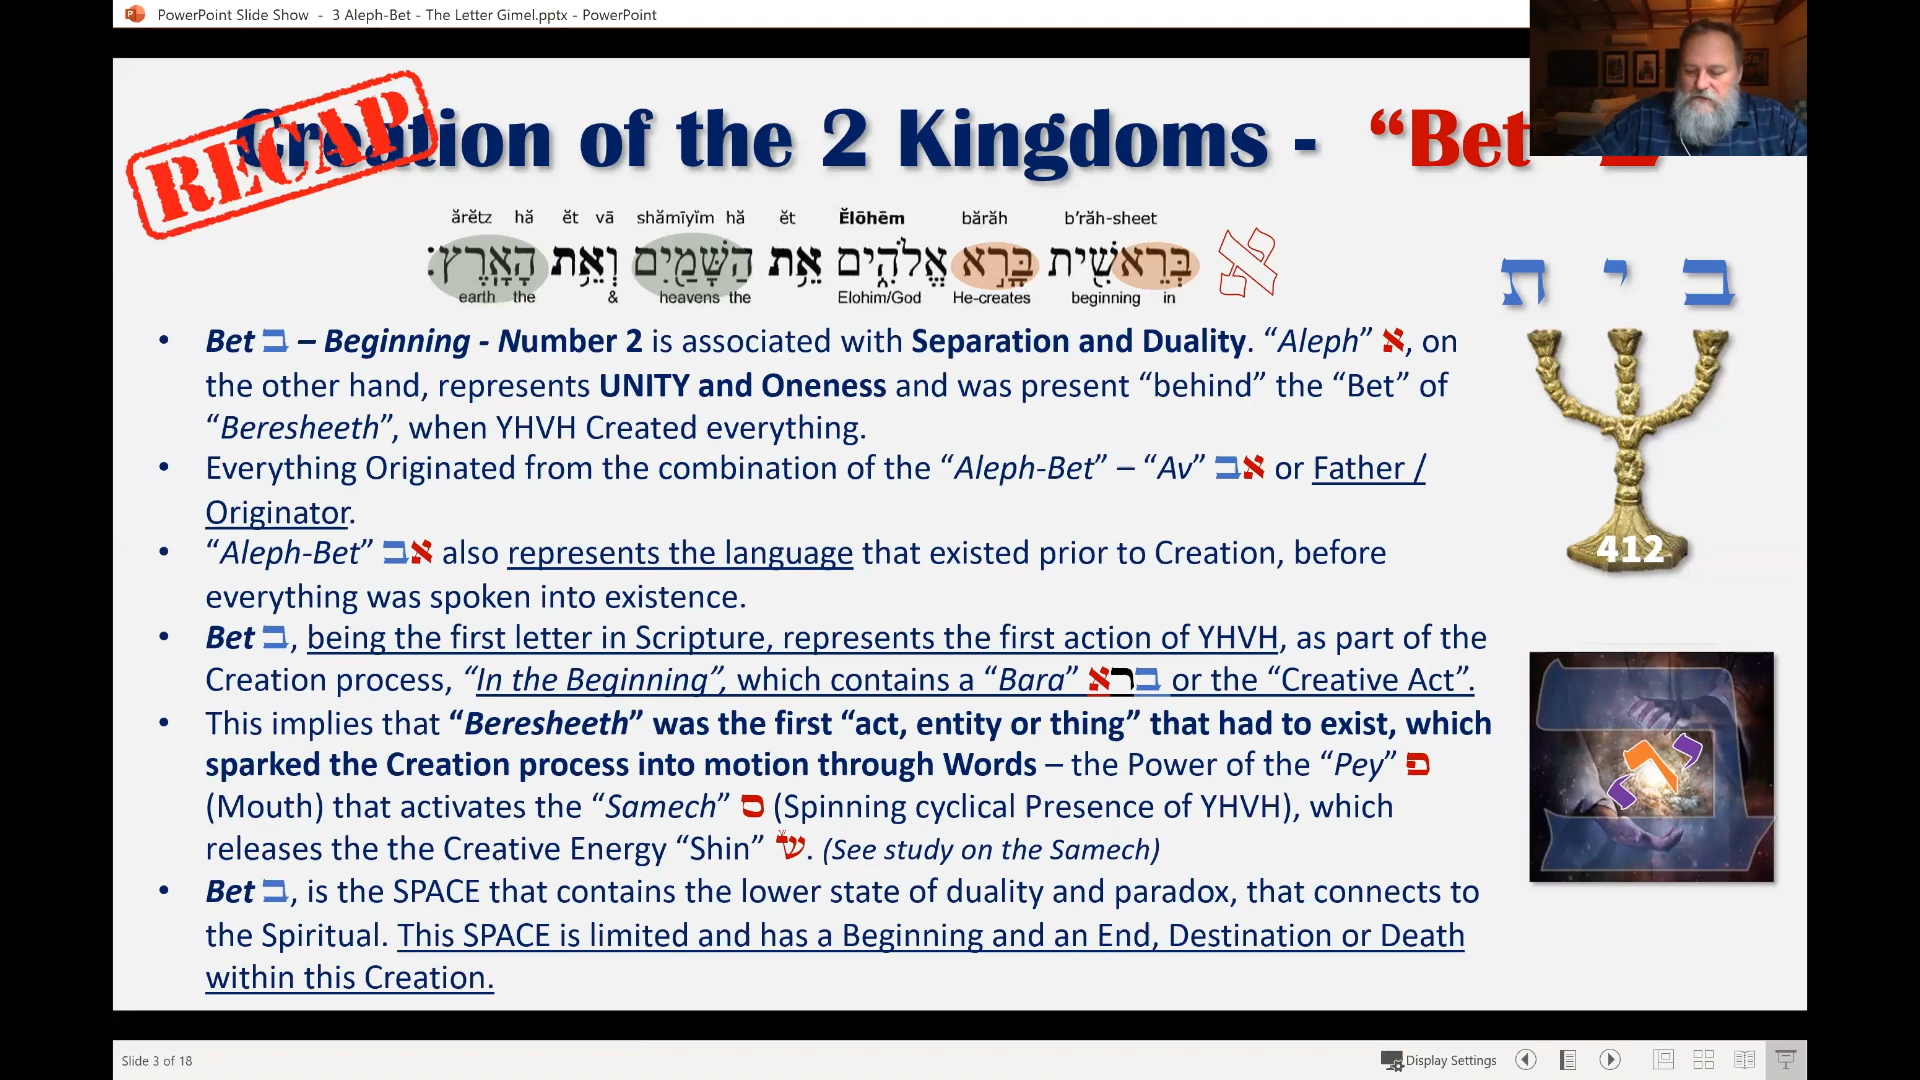 PowerPoint Slide Show - 3 Aleph-Bet - The Letter Gimel.pptx - PowerPoint
RECAP
Creation of the 2 Kingdoms - “Bet
ărĕtz hă ĕt vā shămīyĭm hă ĕt Ĕlōhēm bărăh b’răh-sheet
בְּרֵאשִׁ֖ית בָּרָ֣א אֱלֹהִ֑ים אֵ֥ת הַשָּׁמַ֖יִם וְאֵ֥ת הָאָֽרֶץ׃
earth the & heavens the Elohim/God He-creates beginning in
א
ב י ת
• Bet ב – Beginning - Number 2 is associated with Separation and Duality. “Aleph” א, on
the other hand, represents UNITY and Oneness and was present “behind” the “Bet” of
“Beresheeth”, when YHVH Created everything.
• Everything Originated from the combination of the “Aleph-Bet” – “Av” אב or Father /
Originator.
• “Aleph-Bet” אב also represents the language that existed prior to Creation, before
everything was spoken into existence.
• Bet ב, being the first letter in Scripture, represents the first action of YHVH, as part of the
Creation process, “In the Beginning”, which contains a “Bara” ברא or the “Creative Act”.
• This implies that “Beresheeth” was the first “act, entity or thing” that had to exist, which
sparked the Creation process into motion through Words – the Power of the “Pey” פ
(Mouth) that activates the “Samech” ס (Spinning cyclical Presence of YHVH), which
releases the the Creative Energy “Shin” שׁ. (See study on the Samech)
• Bet ב, is the SPACE that contains the lower state of duality and paradox, that connects to
the Spiritual. This SPACE is limited and has a Beginning and an End, Destination or Death
within this Creation.
412
Slide 3 of 18
Display Settings